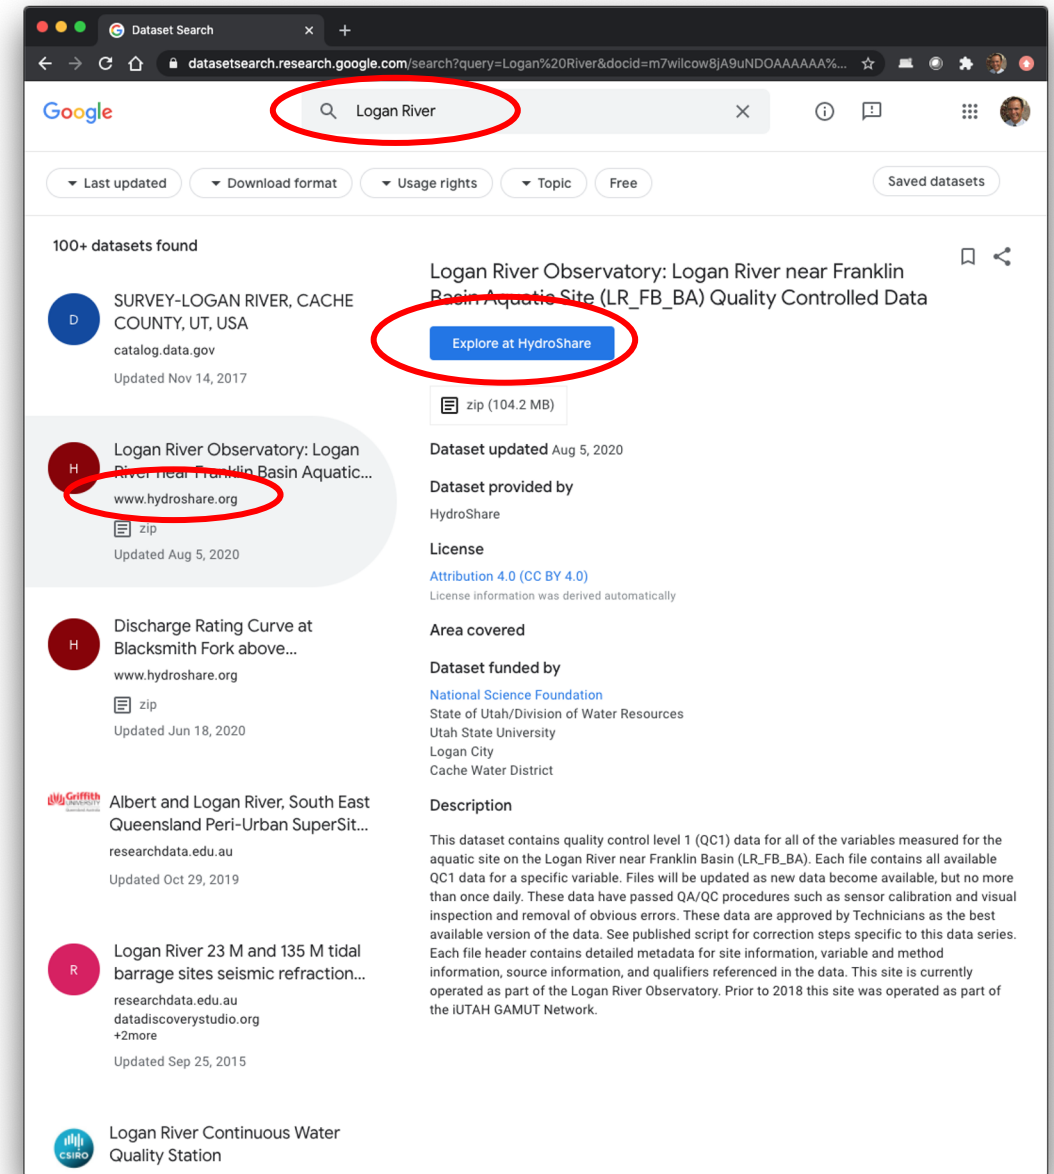 Dataset Search
datasetsearch.research.google.com/search?query=Logan%20River&docid=m7wilcow8jA9uNDOAAAAAA%...
Google
Logan River
Last updated
Download format
Usage rights
Topic
Free
Saved datasets
100+ datasets found
D
SURVEY-LOGAN RIVER, CACHE
COUNTY, UT, USA
catalog.data.gov
Updated Nov 14, 2017
H
Logan River Observatory: Logan
River near Franklin Basin Aquatic...
www.hydroshare.org
zip
Updated Aug 5, 2020
H
Discharge Rating Curve at
Blacksmith Fork above...
www.hydroshare.org
zip
Updated Jun 18, 2020
Griffith
UNIVERSITY
Albert and Logan River, South East
Queensland Peri-Urban SuperSit...
researchdata.edu.au
Updated Oct 29, 2019
R
Logan River 23 M and 135 M tidal
barrage sites seismic refraction...
researchdata.edu.au
datadiscoverystudio.org
+2more
Updated Sep 25, 2015
CSIRO
Logan River Continuous Water
Quality Station
Logan River Observatory: Logan River near Franklin
Basin Aquatic Site (LR_FB_BA) Quality Controlled Data
Explore at HydroShare
zip (104.2 MB)
Dataset updated Aug 5, 2020
Dataset provided by
HydroShare
License
Attribution 4.0 (CC BY 4.0)
License information was derived automatically
Area covered
Dataset funded by
National Science Foundation
State of Utah/Division of Water Resources
Utah State University
Logan City
Cache Water District
Description
This dataset contains quality control level 1 (QC1) data for all of the variables measured for the
aquatic site on the Logan River near Franklin Basin (LR_FB_BA). Each file contains all available
QC1 data for a specific variable. Files will be updated as new data become available, but no more
than once daily. These data have passed QA/QC procedures such as sensor calibration and visual
inspection and removal of obvious errors. These data are approved by Technicians as the best
available version of the data. See published script for correction steps specific to this data series.
Each file header contains detailed metadata for site information, variable and method
information, source information, and qualifiers referenced in the data. This site is currently
operated as part of the Logan River Observatory. Prior to 2018 this site was operated as part of
the iUTAH GAMUT Network.